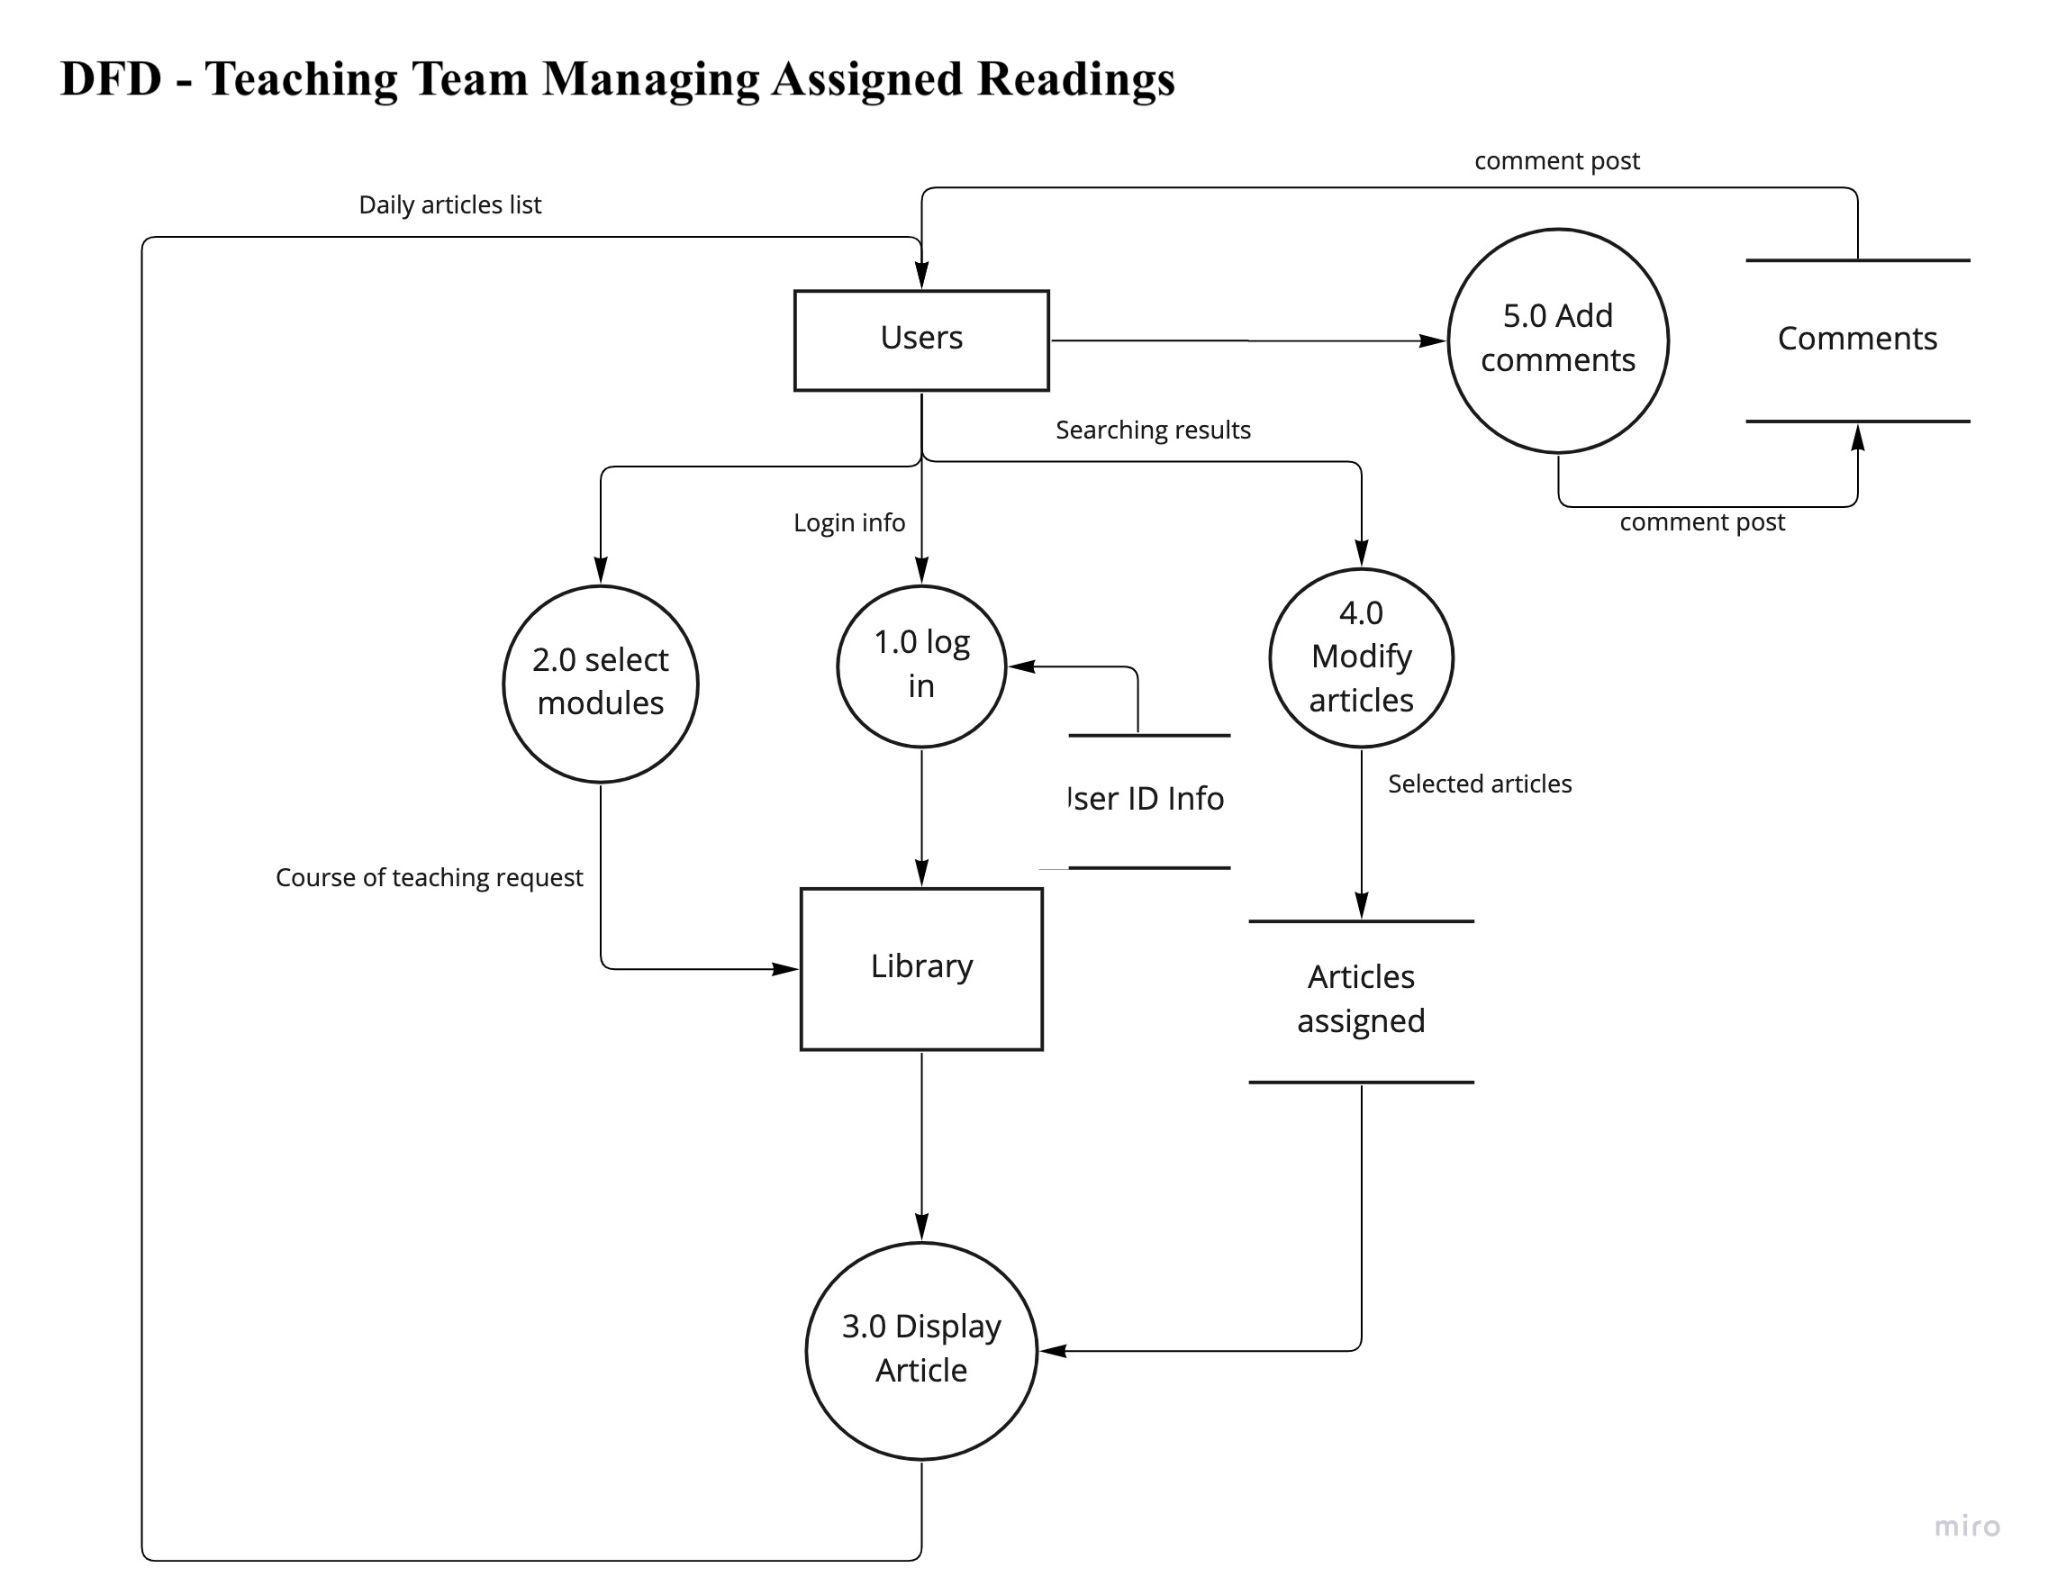 DFD - Teaching Team Managing Assigned Readings
comment post
Daily articles list
Users
5.0 Add
comments
Comments
Searching results
Login info
comment post
2.0 select
modules
1.0 log
in
4.0
Modify
articles
Selected articles
User ID Info
Course of teaching request
Library
Articles
assigned
3.0 Display
Article
miro